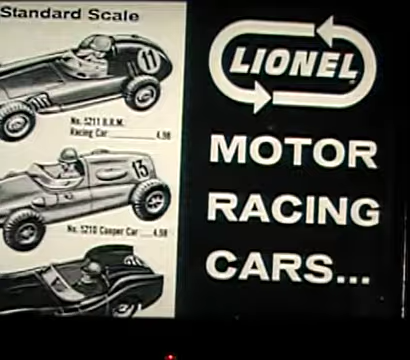 Standard Scale
11
No. 5211 B.R.M.
Racing Car 4.98
13
No. 5210 Cooper Car 4.98
LIONEL
MOTOR
RACING
CARS...